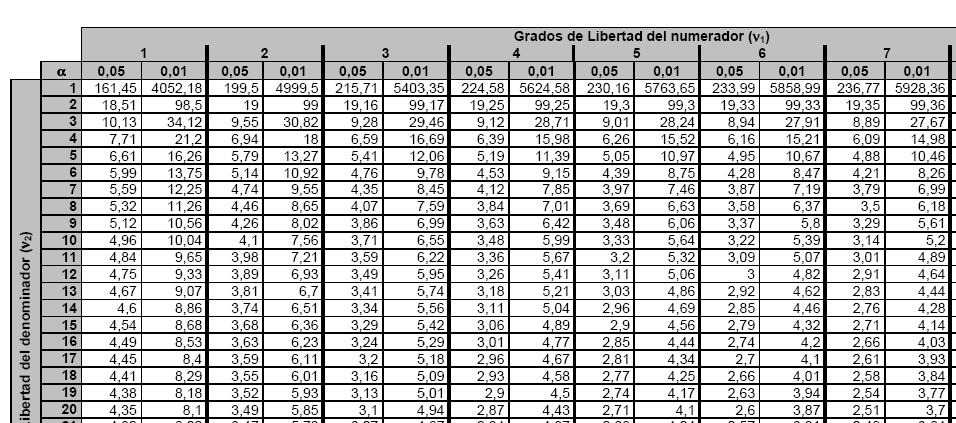 Grados de Libertad del numerador (ν₁)
1 2 3 4 5 6 7
α 0,05 0,01 0,05 0,01 0,05 0,01 0,05 0,01 0,05 0,01 0,05 0,01 0,05 0,01
1 161,45 4052,18 199,5 4999,5 215,71 5403,35 224,58 5624,58 230,16 5763,65 233,99 5858,99 236,77 5928,36
2 18,51 98,5 19 99 19,16 99,17 19,25 99,25 19,3 99,3 19,33 99,33 19,35 99,36
3 10,13 34,12 9,55 30,82 9,28 29,46 9,12 28,71 9,01 28,24 8,94 27,91 8,89 27,67
4 7,71 21,2 6,94 18 6,59 16,69 6,39 15,98 6,26 15,52 6,16 15,21 6,09 14,98
5 6,61 16,26 5,79 13,27 5,41 12,06 5,19 11,39 5,05 10,97 4,95 10,67 4,88 10,46
6 5,99 13,75 5,14 10,92 4,76 9,78 4,53 9,15 4,39 8,75 4,28 8,47 4,21 8,26
7 5,59 12,25 4,74 9,55 4,35 8,45 4,12 7,85 3,97 7,46 3,87 7,19 3,79 6,99
8 5,32 11,26 4,46 8,65 4,07 7,59 3,84 7,01 3,69 6,63 3,58 6,37 3,5 6,18
9 5,12 10,56 4,26 8,02 3,86 6,99 3,63 6,42 3,48 6,06 3,37 5,8 3,29 5,61
10 4,96 10,04 4,1 7,56 3,71 6,55 3,48 5,99 3,33 5,64 3,22 5,39 3,14 5,2
11 4,84 9,65 3,98 7,21 3,59 6,22 3,36 5,67 3,2 5,32 3,09 5,07 3,01 4,89
12 4,75 9,33 3,89 6,93 3,49 5,95 3,26 5,41 3,11 5,06 3 4,82 2,91 4,64
13 4,67 9,07 3,81 6,7 3,41 5,74 3,18 5,21 3,03 4,86 2,92 4,62 2,83 4,44
14 4,6 8,86 3,74 6,51 3,34 5,56 3,11 5,04 2,96 4,69 2,85 4,46 2,76 4,28
15 4,54 8,68 3,68 6,36 3,29 5,42 3,06 4,89 2,9 4,56 2,79 4,32 2,71 4,14
16 4,49 8,53 3,63 6,23 3,24 5,29 3,01 4,77 2,85 4,44 2,74 4,2 2,66 4,03
17 4,45 8,4 3,59 6,11 3,2 5,18 2,96 4,67 2,81 4,34 2,7 4,1 2,61 3,93
18 4,41 8,29 3,55 6,01 3,16 5,09 2,93 4,58 2,77 4,25 2,66 4,01 2,58 3,84
19 4,38 8,18 3,52 5,93 3,13 5,01 2,9 4,5 2,74 4,17 2,63 3,94 2,54 3,77
20 4,35 8,1 3,49 5,85 3,1 4,94 2,87 4,43 2,71 4,1 2,6 3,87 2,51 3,7
ibertad del denominador (ν₂)